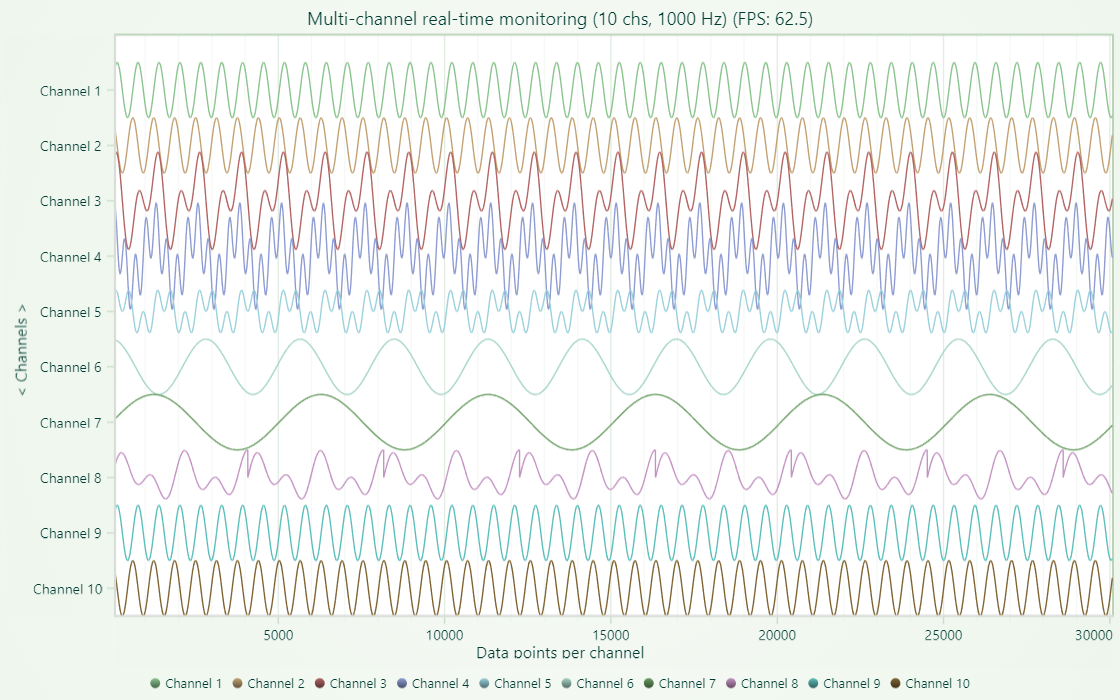 Multi-channel real-time monitoring (10 chs, 1000 Hz) (FPS: 62.5)
Channel 1
Channel 2
Channel 3
Channel 4
Channel 5
Channel 6
Channel 7
Channel 8
Channel 9
Channel 10
< Channels >
5000 10000 15000 20000 25000 30000
Data points per channel
Channel 1 Channel 2 Channel 3 Channel 4 Channel 5 Channel 6 Channel 7 Channel 8 Channel 9 Channel 10